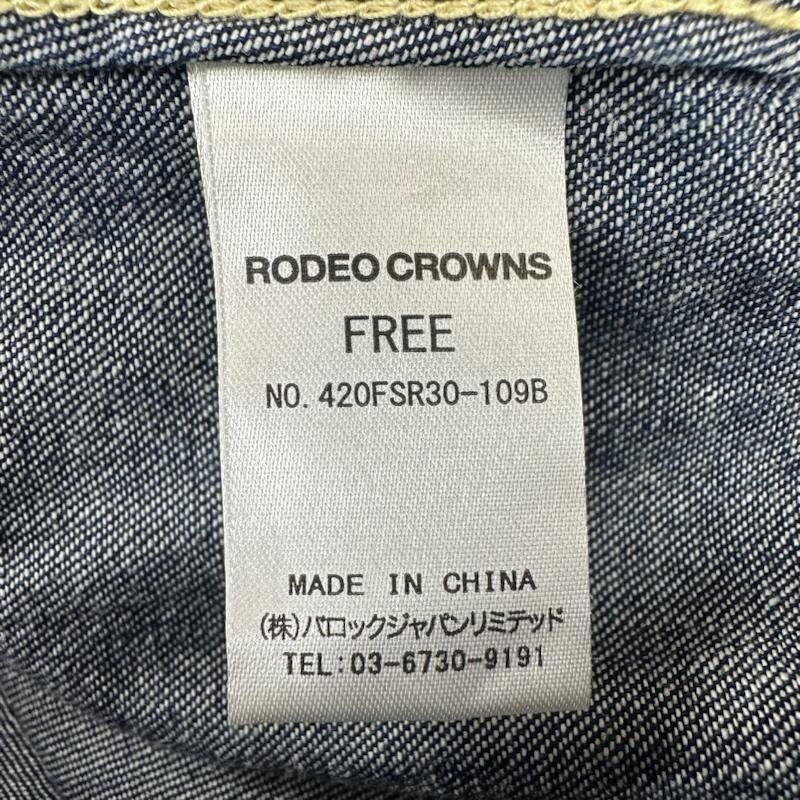 RODEO CROWNS
FREE
NO. 420FSR30-109B
MADE IN CHINA
(株)バロックジャパンリミテッド
TEL:03-6730-9191